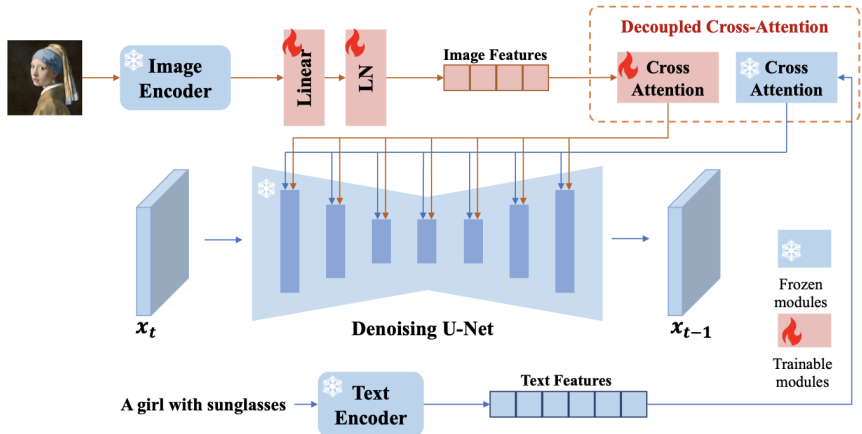 Decoupled Cross-Attention
Image
Encoder
Linear
LN
Image Features
Cross
Attention
Cross
Attention
x_t
Denoising U-Net
x_{t-1}
Frozen
modules
Trainable
modules
A girl with sunglasses
Text
Encoder
Text Features